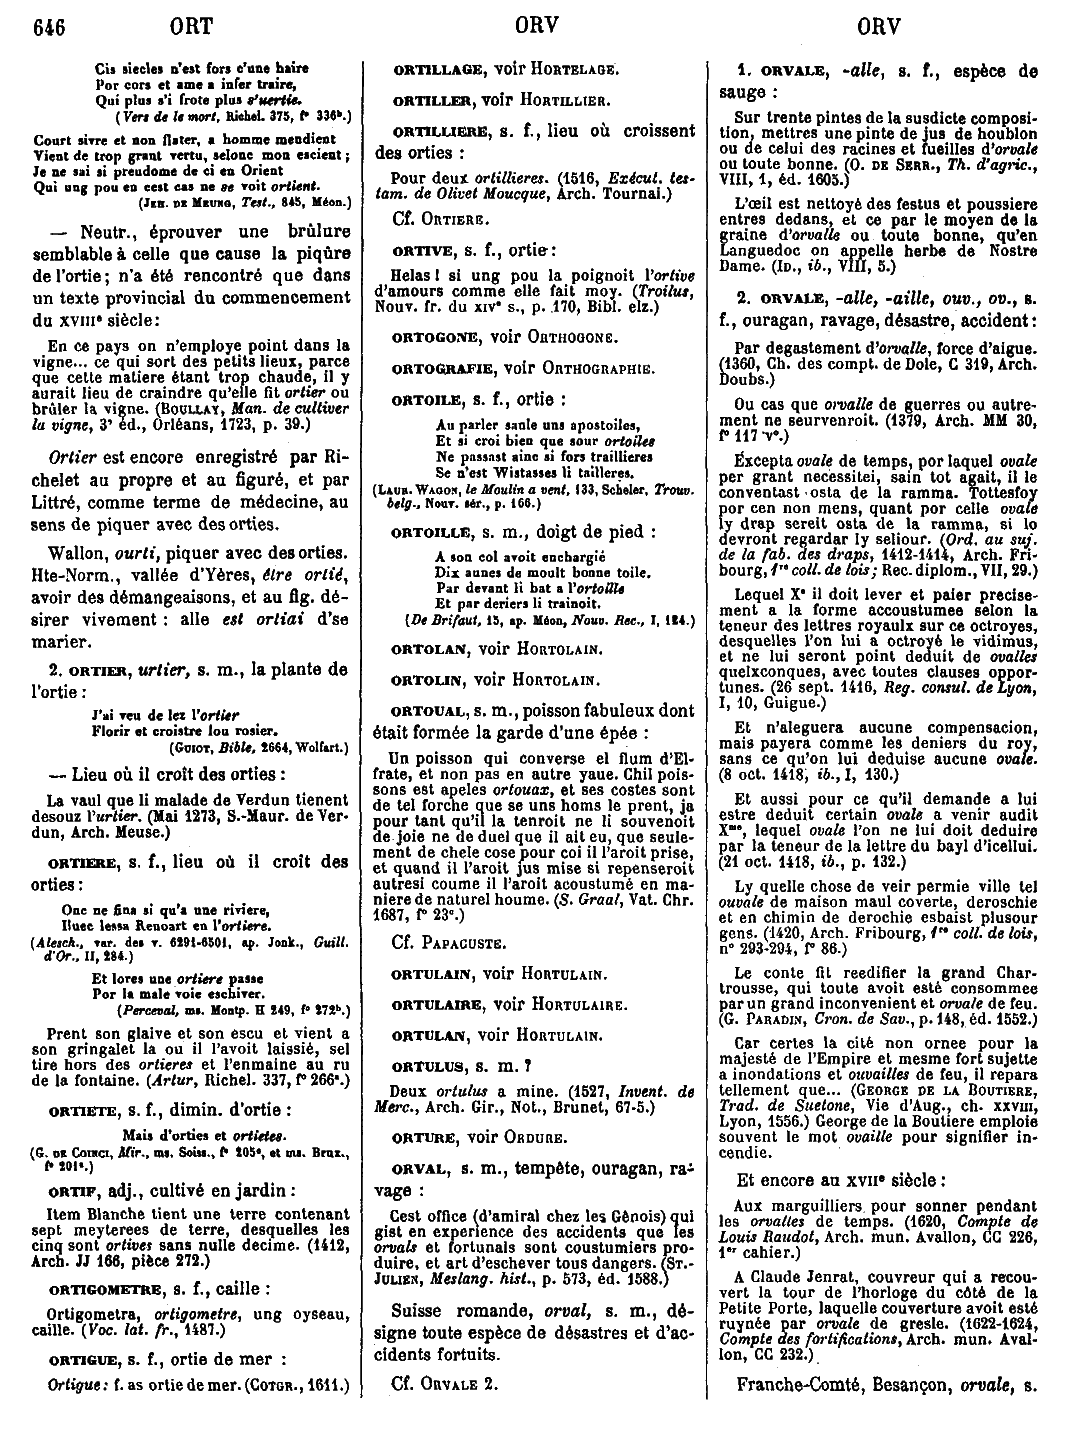 646 ORT ORV ORV
Cis siecles n'est fors c'une haire
Por cors et ame a infer traire,
Qui plus s'i frote plus s'uertie.
(Vers de le mort, Richel. 375, f° 336ᵇ.)
Court sivre et non flater, a homme mendient
Vient de trop grant vertu, selonc mon escient ;
Je ne sai si preudome de ci en Orient
Qui ung pou en cest cas ne se voit ortient.
(JEH. DE MEUNG, Test., 845, Méon.)
— Neutr., éprouver une brûlure
semblable à celle que cause la piqûre
de l'ortie ; n'a été rencontré que dans
un texte provincial du commencement
du XVIIIᵉ siècle :
En ce pays on n'employe point dans la
vigne... ce qui sort des petits lieux, parce
que cette matiere étant trop chaude, il y
aurait lieu de craindre qu'elle fit ortier ou
brûler la vigne. (BOULLAY, Man. de cultiver
la vigne, 3ᵉ éd., Orléans, 1723, p. 39.)
Ortier est encore enregistré par Ri-
chelet au propre et au figuré, et par
Littré, comme terme de médecine, au
sens de piquer avec des orties.
Wallon, ourti, piquer avec des orties.
Hte-Norm., vallée d'Yères, être ortié,
avoir des démangeaisons, et au fig. dé-
sirer vivement : alle est ortiai d'se
marier.
2. ORTIER, urtier, s. m., la plante de
l'ortie :
J'ai veu de lez l'ortier
Florir et croistre lou rosier.
(GUIOT, Bible, 2664, Wolfart.)
— Lieu où il croît des orties :
La vaul que li malade de Verdun tienent
desouz l'urtier. (Mai 1273, S.-Maur. de Ver-
dun, Arch. Meuse.)
ORTIERE, s. f., lieu où il croît des
orties :
Onc ne fina si qu'a une riviere,
Iluec lessa Renoart en l'ortiere.
(Alesch., var. des v. 6291-6501, ap. Jonk., Guill.
d'Or., II, 284.)
Et lores une ortiere passe
Por la male voie eschiver.
(Perceval, ms. Montp. H 249, f° 272ᵇ.)
Prent son glaive et son escu et vient a
son gringalet la ou il l'avoit laissié, sel
tire hors des ortieres et l'enmaine au ru
de la fontaine. (Artur, Richel. 337, f° 266ᵃ.)
ORTIETE, s. f., dimin. d'ortie :
Mais d'orties et ortietes.
(G. DE COINCI, Mir., ms. Soiss., f° 205ᵉ, et ms. Brux.,
f° 201ᵃ.)
ORTIF, adj., cultivé en jardin :
Item Blanche tient une terre contenant
sept meyterees de terre, desquelles les
cinq sont ortives sans nulle decime. (1412,
Arch. JJ 166, pièce 272.)
ORTIGOMETRE, s. f., caille :
Ortigometra, ortigometre, ung oyseau,
caille. (Voc. lat. fr., 1487.)
ORTIGUE, s. f., ortie de mer :
Ortigue : f. as ortie de mer. (COTGR., 1611.)
ORTILLAGE, voir HORTELAGE.
ORTILLER, voir HORTILLIER.
ORTILLIERE, s. f., lieu où croissent
des orties :
Pour deux ortillieres. (1516, Exécut. tes-
tam. de Olivet Moucque, Arch. Tournai.)
Cf. ORTIERE.
ORTIVE, s. f., ortie :
Helas ! si ung pou la poignoit l'ortive
d'amours comme elle fait moy. (Troilus,
Nouv. fr. du XIVᵉ s., p. 170, Bibl. elz.)
ORTOGONE, voir ORTHOGONE.
ORTOGRAFIE, voir ORTHOGRAPHIE.
ORTOILE, s. f., ortie :
Au parler sanle uns apostoiles,
Et si croi bien que sour ortoiles
Ne passast ainc si fors traillieres
Se n'est Wistasses li tailleres.
(LAUR. WAGON, le Moulin a vent, 133, Scheler, Trouv.
belg., Nouv. sér., p. 166.)
ORTOILLE, s. m., doigt de pied :
A son col avoit enchargié
Dix aunes de moult bonne toile.
Par devant li bat a l'ortoille
Et par deriers li trainoit.
(De Brifaut, 15, ap. Méon, Nouv. Rec., I, 124.)
ORTOLAN, voir HORTOLAIN.
ORTOLIN, voir HORTOLAIN.
ORTOUAL, s. m., poisson fabuleux dont
était formée la garde d'une épée :
Un poisson qui converse el flum d'El-
frate, et non pas en autre yaue. Chil pois-
sons est apeles ortouax, et ses costes sont
de tel forche que se uns homs le prent, ja
pour tant qu'il la tenroit ne li souvenoit
de joie ne de duel que il ait eu, que seule-
ment de chele cose pour coi il l'aroit prise,
et quand il l'aroit jus mise si repenseroit
autresi coume il l'aroit acoustumé en ma-
niere de naturel houme. (S. Graal, Vat. Chr.
1687, f° 23ᶜ.)
Cf. PAPAGUSTE.
ORTULAIN, voir HORTULAIN.
ORTULAIRE, voir HORTULAIRE.
ORTULAN, voir HORTULAIN.
ORTULUS, s. m. ?
Deux ortulus a mine. (1527, Invent. de
Merc., Arch. Gir., Not., Brunet, 67-5.)
ORTURE, voir ORDURE.
ORVAL, s. m., tempête, ouragan, ra-
vage :
Cest office (d'amiral chez les Gênois) qui
gist en experience des accidents que les
orvals et fortunals sont coustumiers pro-
duire, et art d'eschever tous dangers. (ST.-
JULIEN, Meslang. hist., p. 573, éd. 1588.)
Suisse romande, orval, s. m., dé-
signe toute espèce de désastres et d'ac-
cidents fortuits.
Cf. ORVALE 2.
1. ORVALE, -alle, s. f., espèce de
sauge :
Sur trente pintes de la susdicte composi-
tion, mettres une pinte de jus de houblon
ou de celui des racines et fueilles d'orvale
ou toute bonne. (O. DE SERR., Th. d'agric.,
VIII, 1, éd. 1605.)
L'œil est nettoyé des festus et poussiere
entres dedans, et ce par le moyen de la
graine d'orvalle ou toute bonne, qu'en
Languedoc on appelle herbe de Nostre
Dame. (ID., ib., VIII, 5.)
2. ORVALE, -alle, -aille, ouv., ov., s.
f., ouragan, ravage, désastre, accident :
Par degastement d'orvalle, force d'aigue.
(1360, Ch. des compt. de Dole, C 319, Arch.
Doubs.)
Ou cas que orvalle de guerres ou autre-
ment ne seurvenroit. (1379, Arch. MM 30,
f° 117 v°.)
Excepta ovale de temps, por laquel ovale
per grant necessitei, sain tot agait, il le
conventast osta de la ramma. Tottesfoy
por cen non mens, quant por celle ovale
ly drap sereit osta de la ramma, si lo
devront regardar ly seliour. (Ord. au suj.
de la fab. des draps, 1412-1414, Arch. Fri-
bourg, 1ʳᵉ coll. de lois; Rec. diplom., VII, 29.)
Lequel Xᵉ il doit lever et paier precise-
ment a la forme accoustumee selon la
teneur des lettres royaulx sur ce octroyes,
desquelles l'on lui a octroyé le vidimus,
et ne lui seront point deduit de ovalles
quelxconques, avec toutes clauses oppor-
tunes. (26 sept. 1416, Reg. consul. de Lyon,
I, 10, Guigue.)
Et n'aleguera aucune compensacion,
mais payera comme les deniers du roy,
sans ce qu'on lui deduise aucune ovale.
(8 oct. 1418, ib., I, 130.)
Et aussi pour ce qu'il demande a lui
estre deduit certain ovale a venir audit
Xᵐᵉ, lequel ovale l'on ne lui doit deduire
par la teneur de la lettre du bayl d'icellui.
(21 oct. 1418, ib., p. 132.)
Ly quelle chose de veir permie ville tel
ouvale de maison maul coverte, deroschie
et en chimin de derochie esbaist plusour
gens. (1420, Arch. Fribourg, 1ʳᵉ coll. de lois,
n° 293-294, f° 86.)
Le conte fit reedifier la grand Char-
trousse, qui toute avoit esté consommee
par un grand inconvenient et orvale de feu.
(G. PARADIN, Cron. de Sav., p. 148, éd. 1552.)
Car certes la cité non ornee pour la
majesté de l'Empire et mesme fort sujette
a inondations et ouvailles de feu, il repara
tellement que... (GEORGE DE LA BOUTIERE,
Trad. de Suetone, Vie d'Aug., ch. XXVIII,
Lyon, 1556.) George de la Boutiere emploie
souvent le mot ovaille pour signifier in-
cendie.
Et encore au XVIIᵉ siècle :
Aux marguilliers pour sonner pendant
les orvalles de temps. (1620, Compte de
Louis Raudot, Arch. mun. Avallon, CC 226,
1ᵉʳ cahier.)
A Claude Jenrat, couvreur qui a recou-
vert la tour de l'horloge du côté de la
Petite Porte, laquelle couverture avoit esté
ruynée par orvale de gresle. (1622-1624,
Compte des fortifications, Arch. mun. Aval-
lon, CC 232.)
Franche-Comté, Besançon, orvale, s.